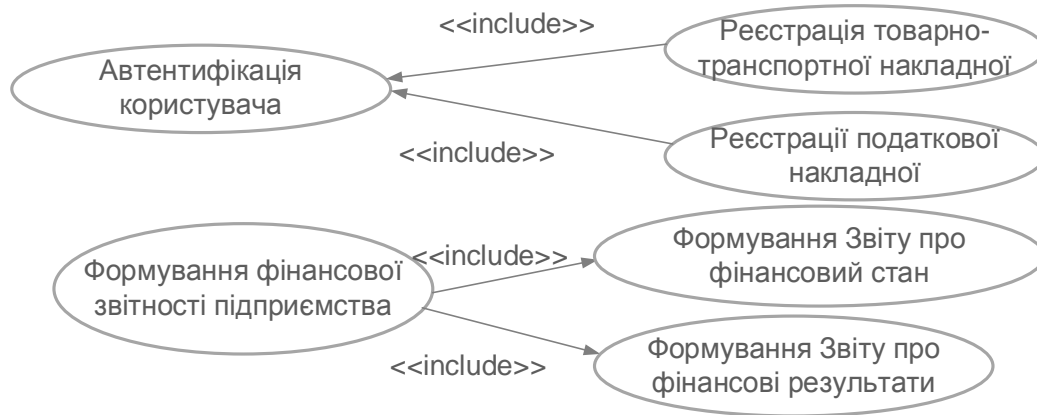 <<include>>
Реєстрація товарно-
транспортної накладної
Автентифікація
користувача
<<include>>
Реєстрації податкової
накладної
Формування фінансової
звітності підприємства
<<include>>
Формування Звіту про
фінансовий стан
<<include>>
Формування Звіту про
фінансові результати